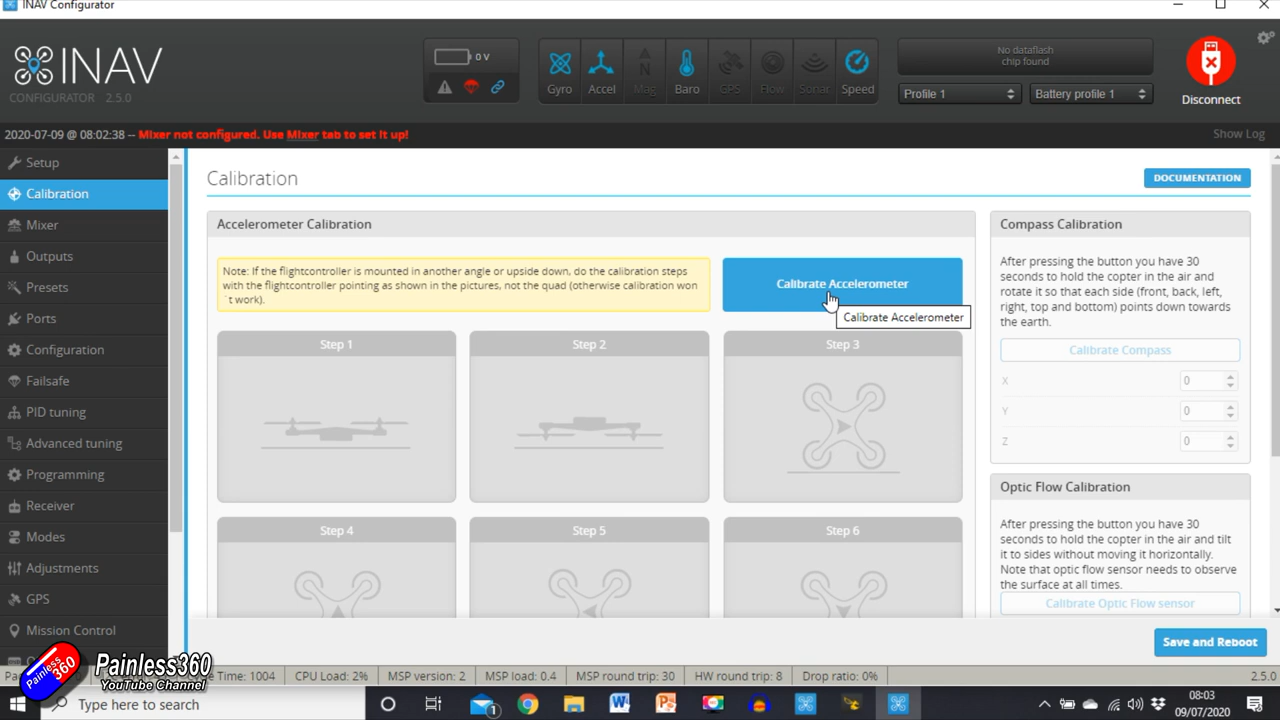 INAV Configurator
INAV
CONFIGURATOR 2.5.0
0 V
Gyro
Accel
Mag
Baro
GPS
Flow
Sonar
Speed
No dataflash
chip found
Profile 1
Battery profile 1
Disconnect
2020-07-09 @ 08:02:38 -- Mixer not configured. Use Mixer tab to set it up!
Show Log
Setup
Calibration
Mixer
Outputs
Presets
Ports
Configuration
Failsafe
PID tuning
Advanced tuning
Programming
Receiver
Modes
Adjustments
GPS
Mission Control
Calibration
DOCUMENTATION
Accelerometer Calibration
Note: If the flightcontroller is mounted in another angle or upside down, do the calibration steps
with the flightcontroller pointing as shown in the pictures, not the quad (otherwise calibration won
`t work).
Calibrate Accelerometer
Calibrate Accelerometer
Step 1
Step 2
Step 3
Step 4
Step 5
Step 6
Compass Calibration
After pressing the button you have 30
seconds to hold the copter in the air and
rotate it so that each side (front, back, left,
right, top and bottom) points down towards
the earth.
Calibrate Compass
X 0
Y 0
Z 0
Optic Flow Calibration
After pressing the button you have 30
seconds to hold the copter in the air and tilt
it to sides without moving it horizontally.
Note that optic flow sensor needs to observe
the surface at all times.
Calibrate Optic Flow sensor
Save and Reboot
Painless360
YouTube Channel
360
Painless
Time: 1004
CPU Load: 2%
MSP version: 2
MSP load: 0.4
MSP round trip: 30
HW round trip: 8
Drop ratio: 0%
2.5.0
Type here to search
1
08:03
09/07/2020